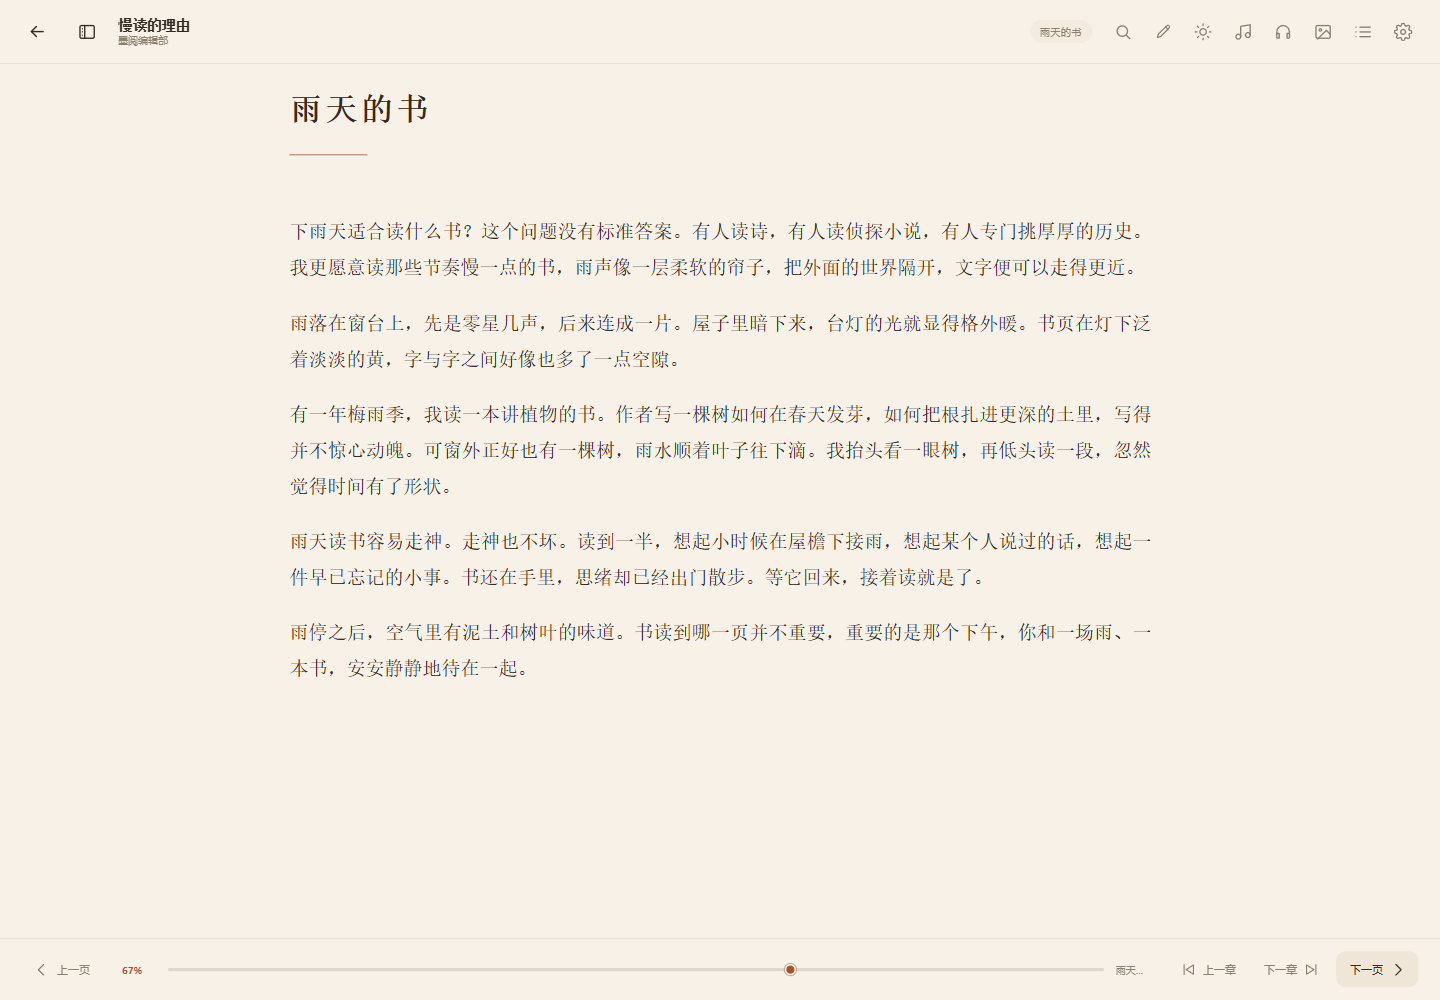 慢读的理由
墨阅编辑部
雨天的书
雨天的书
下雨天适合读什么书？这个问题没有标准答案。有人读诗，有人读侦探小说，有人专门挑厚厚的历史。
我更愿意读那些节奏慢一点的书，雨声像一层柔软的帘子，把外面的世界隔开，文字便可以走得更近。
雨落在窗台上，先是零星几声，后来连成一片。屋子里暗下来，台灯的光就显得格外暖。书页在灯下泛
着淡淡的黄，字与字之间好像也多了一点空隙。
有一年梅雨季，我读一本讲植物的书。作者写一棵树如何在春天发芽，如何把根扎进更深的土里，写得
并不惊心动魄。可窗外正好也有一棵树，雨水顺着叶子往下滴。我抬头看一眼树，再低头读一段，忽然
觉得时间有了形状。
雨天读书容易走神。走神也不坏。读到一半，想起小时候在屋檐下接雨，想起某个人说过的话，想起一
件早已忘记的小事。书还在手里，思绪却已经出门散步。等它回来，接着读就是了。
雨停之后，空气里有泥土和树叶的味道。书读到哪一页并不重要，重要的是那个下午，你和一场雨、一
本书，安安静静地待在一起。
上一页
67%
雨天...
上一章
下一章
下一页